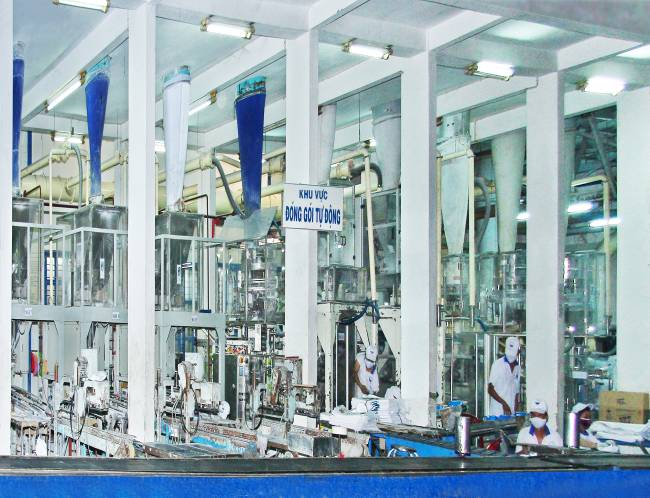 KHU VỰC
ĐÓNG GÓI TỰ ĐỘNG